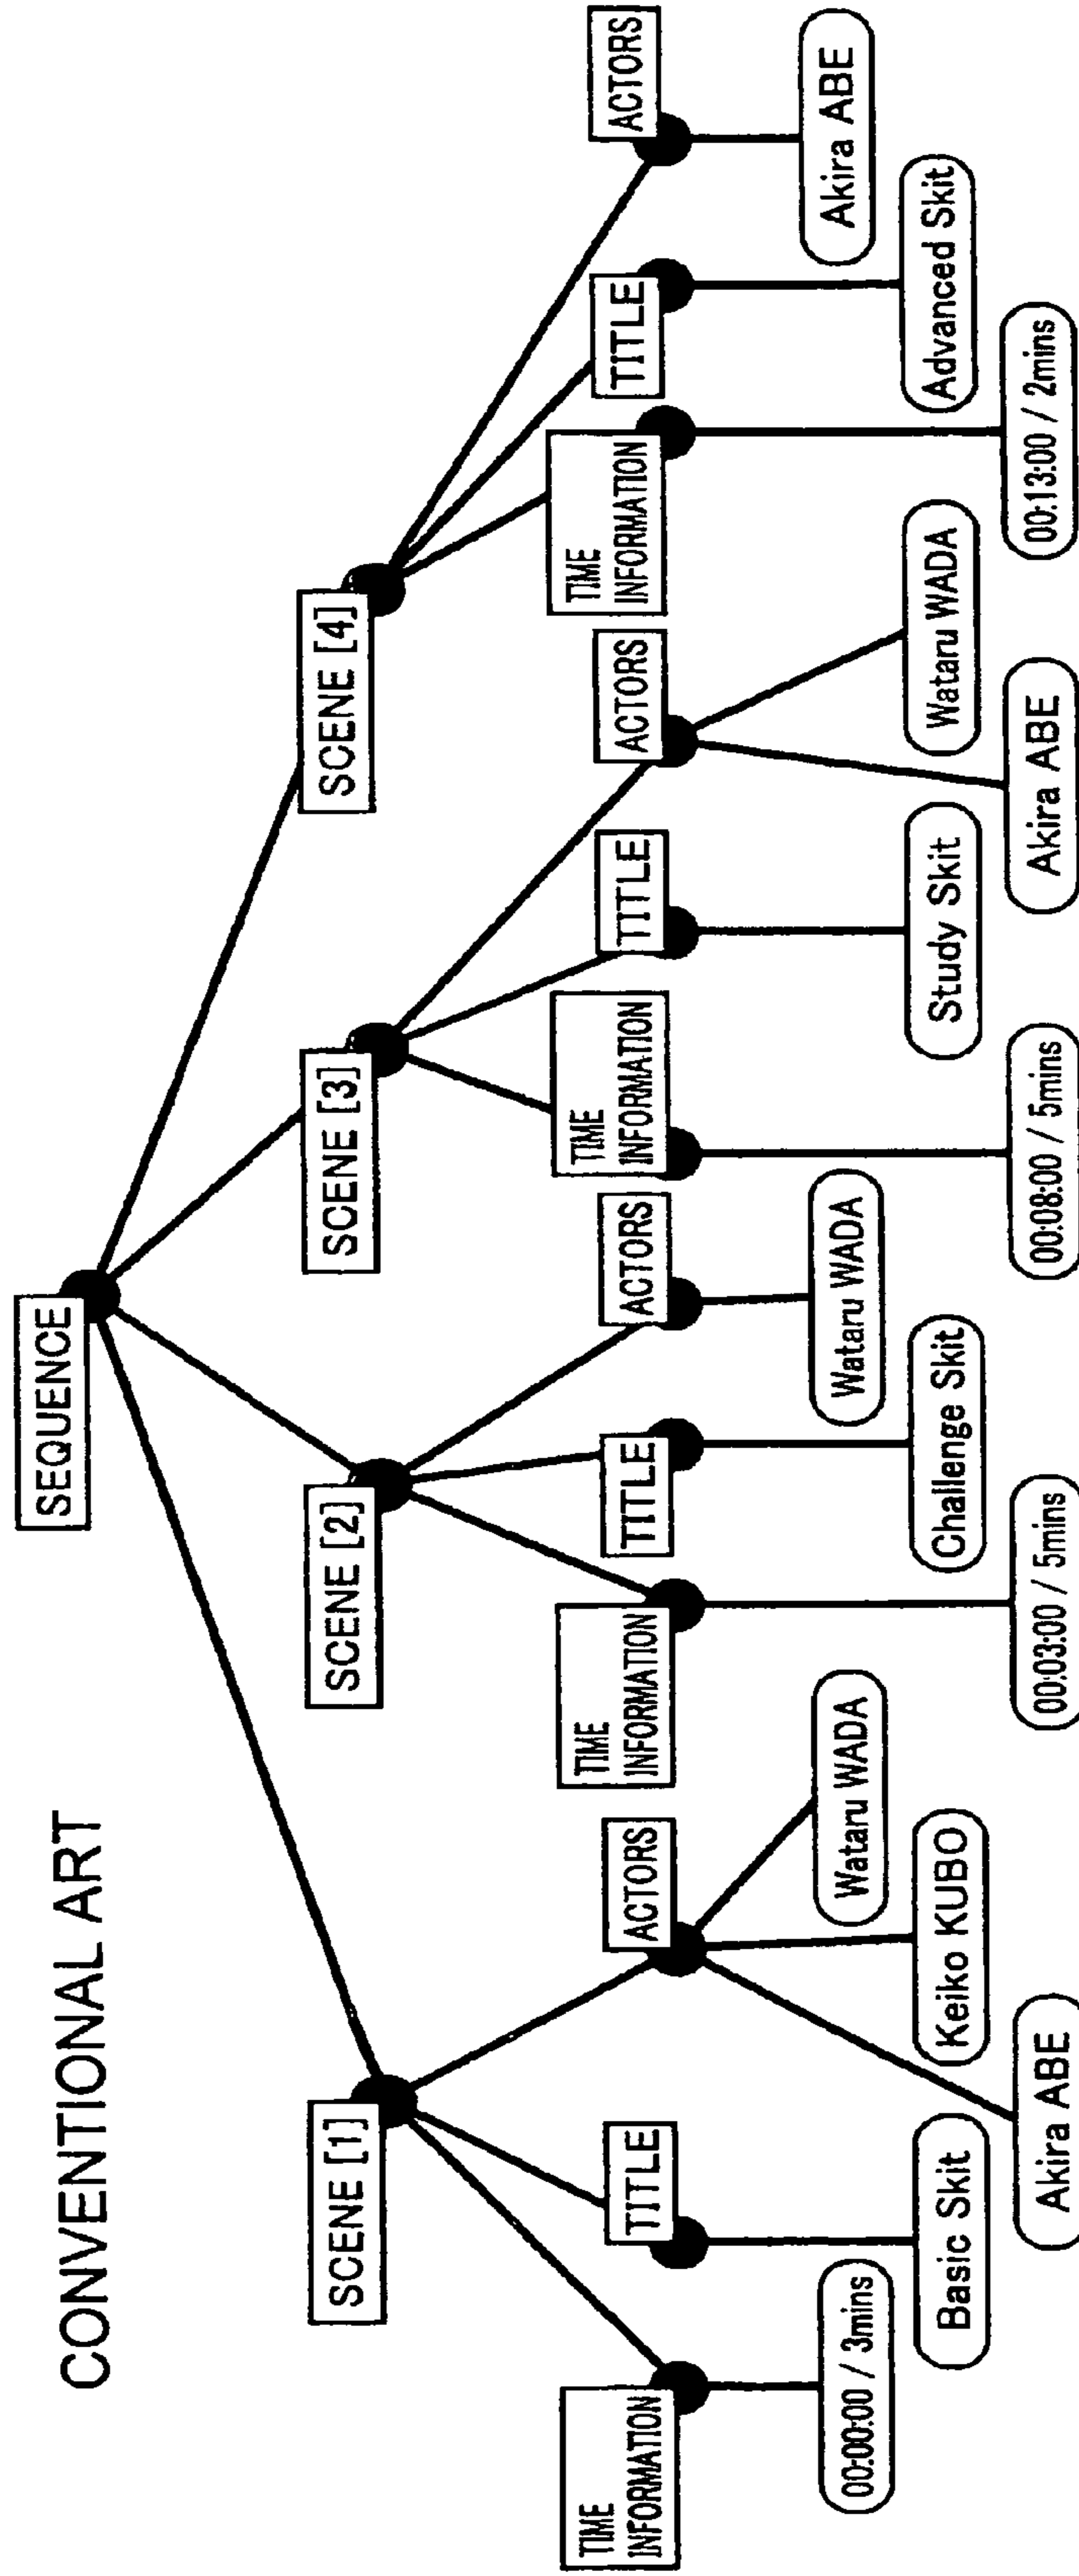 CONVENTIONAL ART
SEQUENCE
SCENE [1]
SCENE [2]
SCENE [3]
SCENE [4]
TIME
INFORMATION
TITLE
ACTORS
TIME
INFORMATION
TITLE
ACTORS
TIME
INFORMATION
TITLE
ACTORS
TIME
INFORMATION
TITLE
ACTORS
00:00:00 / 3mins
Basic Skit
Akira ABE
Keiko KUBO
Wataru WADA
00:03:00 / 5mins
Challenge Skit
Wataru WADA
00:08:00 / 5mins
Study Skit
Akira ABE
Wataru WADA
00:13:00 / 2mins
Advanced Skit
Akira ABE